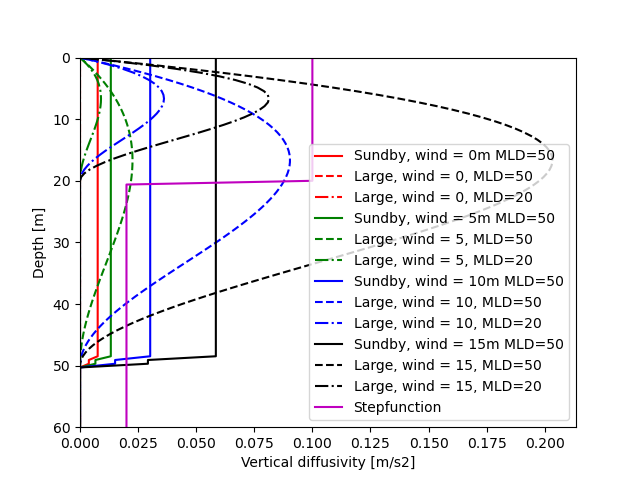 0
10
20
30
40
50
60
Depth [m]
Sundby, wind = 0m MLD=50
Large, wind = 0, MLD=50
Large, wind = 0, MLD=20
Sundby, wind = 5m MLD=50
Large, wind = 5, MLD=50
Large, wind = 5, MLD=20
Sundby, wind = 10m MLD=50
Large, wind = 10, MLD=50
Large, wind = 10, MLD=20
Sundby, wind = 15m MLD=50
Large, wind = 15, MLD=50
Large, wind = 15, MLD=20
Stepfunction
0.000 0.025 0.050 0.075 0.100 0.125 0.150 0.175 0.200
Vertical diffusivity [m/s2]